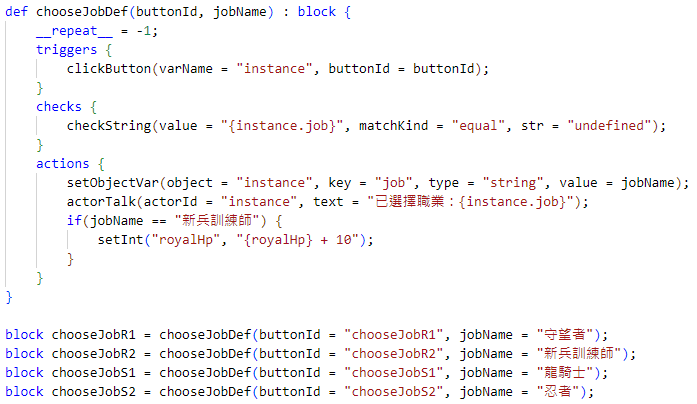 def chooseJobDef(buttonId, jobName) : block {
    __repeat__ = -1;
    triggers {
        clickButton(varName = "instance", buttonId = buttonId);
    }
    checks {
        checkString(value = "{instance.job}", matchKind = "equal", str = "undefined");
    }
    actions {
        setObjectVar(object = "instance", key = "job", type = "string", value = jobName);
        actorTalk(actorId = "instance", text = "已選擇職業：{instance.job}");
        if(jobName == "新兵訓練師") {
            setInt("royalHp", "{royalHp} + 10");
        }
    }
}
block chooseJobR1 = chooseJobDef(buttonId = "chooseJobR1", jobName = "守望者");
block chooseJobR2 = chooseJobDef(buttonId = "chooseJobR2", jobName = "新兵訓練師");
block chooseJobS1 = chooseJobDef(buttonId = "chooseJobS1", jobName = "龍騎士");
block chooseJobS2 = chooseJobDef(buttonId = "chooseJobS2", jobName = "忍者");